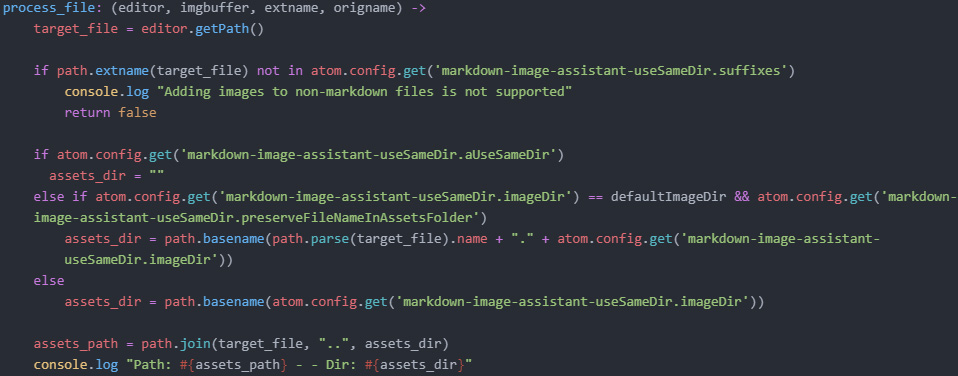 process_file: (editor, imgbuffer, extname, origname) ->
target_file = editor.getPath()
if path.extname(target_file) not in atom.config.get('markdown-image-assistant-useSameDir.suffixes')
console.log "Adding images to non-markdown files is not supported"
return false
if atom.config.get('markdown-image-assistant-useSameDir.aUseSameDir')
assets_dir = ""
else if atom.config.get('markdown-image-assistant-useSameDir.imageDir') == defaultImageDir && atom.config.get('markdown-
image-assistant-useSameDir.preserveFileNameInAssetsFolder')
assets_dir = path.basename(path.parse(target_file).name + "." + atom.config.get('markdown-image-assistant-
useSameDir.imageDir'))
else
assets_dir = path.basename(atom.config.get('markdown-image-assistant-useSameDir.imageDir'))
assets_path = path.join(target_file, "..", assets_dir)
console.log "Path: #{assets_path} - - Dir: #{assets_dir}"